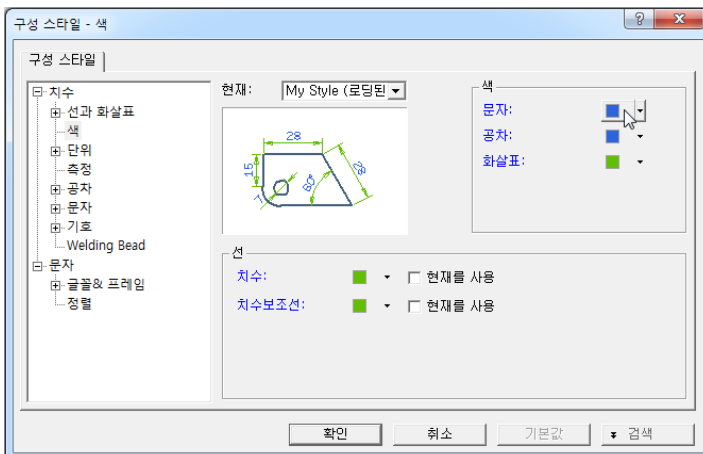 구성 스타일 - 색
구성 스타일
치수
선과 화살표
색
단위
측정
공차
문자
기호
Welding Bead
문자
글꼴& 프레임
정렬
현재: My Style (로딩된
28
15
7
60°
28
색
문자:
공차:
화살표:
선
치수: 현재를 사용
치수보조선: 현재를 사용
확인 취소 기본값 검색